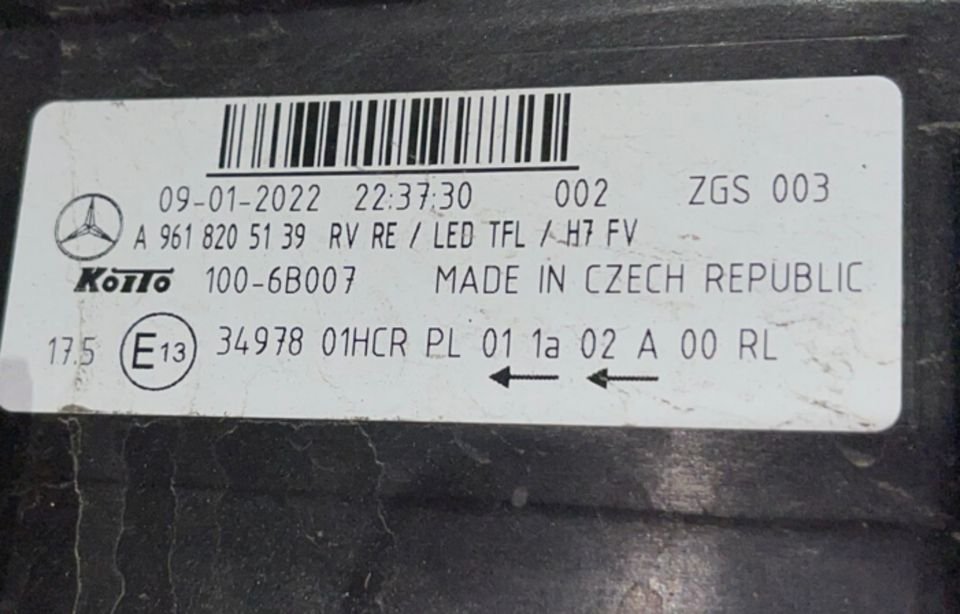 09-01-2022 22:37:30 002 ZGS 003
A 961 820 51 39 RV RE / LED TFL / H7 FV
KOITO 100-6B007 MADE IN CZECH REPUBLIC
17.5 E13 34978 01HCR PL 01 1a 02 A 00 RL